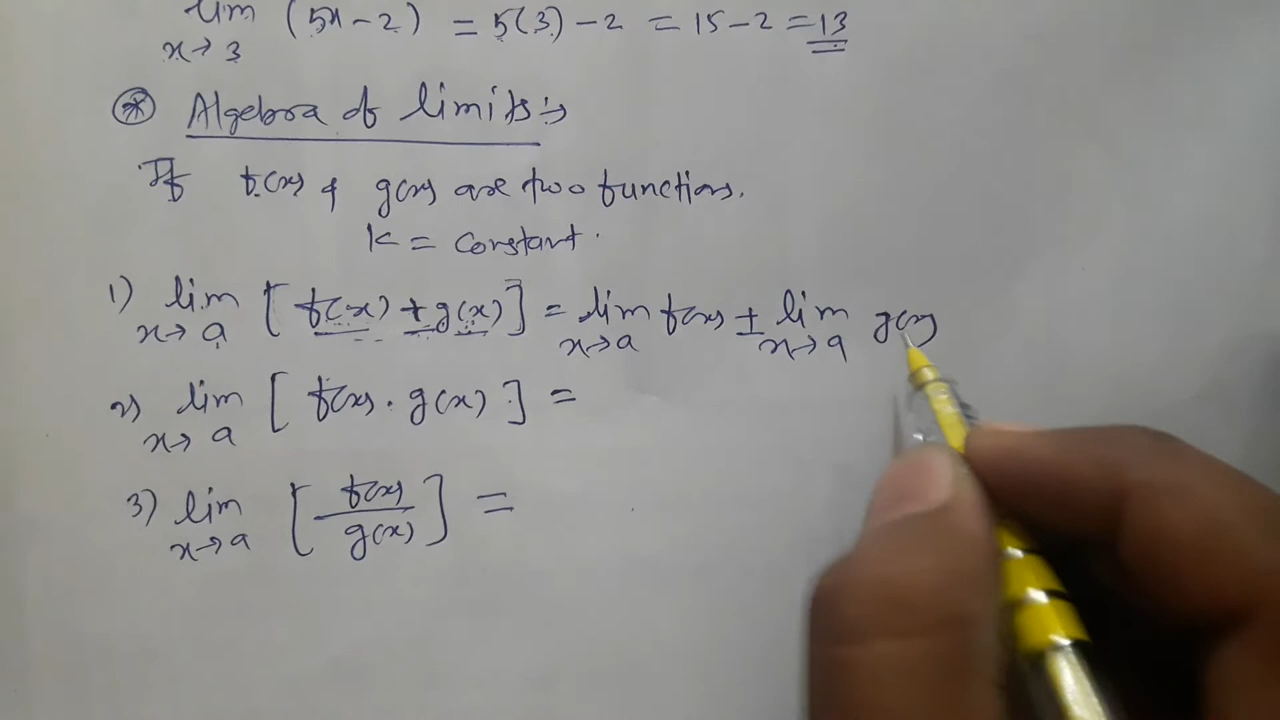 lim (5x-2) = 5(3)-2 = 15-2 = 13
x→3
⊛ Algebra of limits :→
If f(x) & g(x) are two functions.
K = constant.
1) lim [ f(x) ± g(x) ] = lim f(x) ± lim g(x)
x→a x→a x→a
2) lim [ f(x) . g(x) ] =
x→a
3) lim [ f(x) / g(x) ] =
x→a